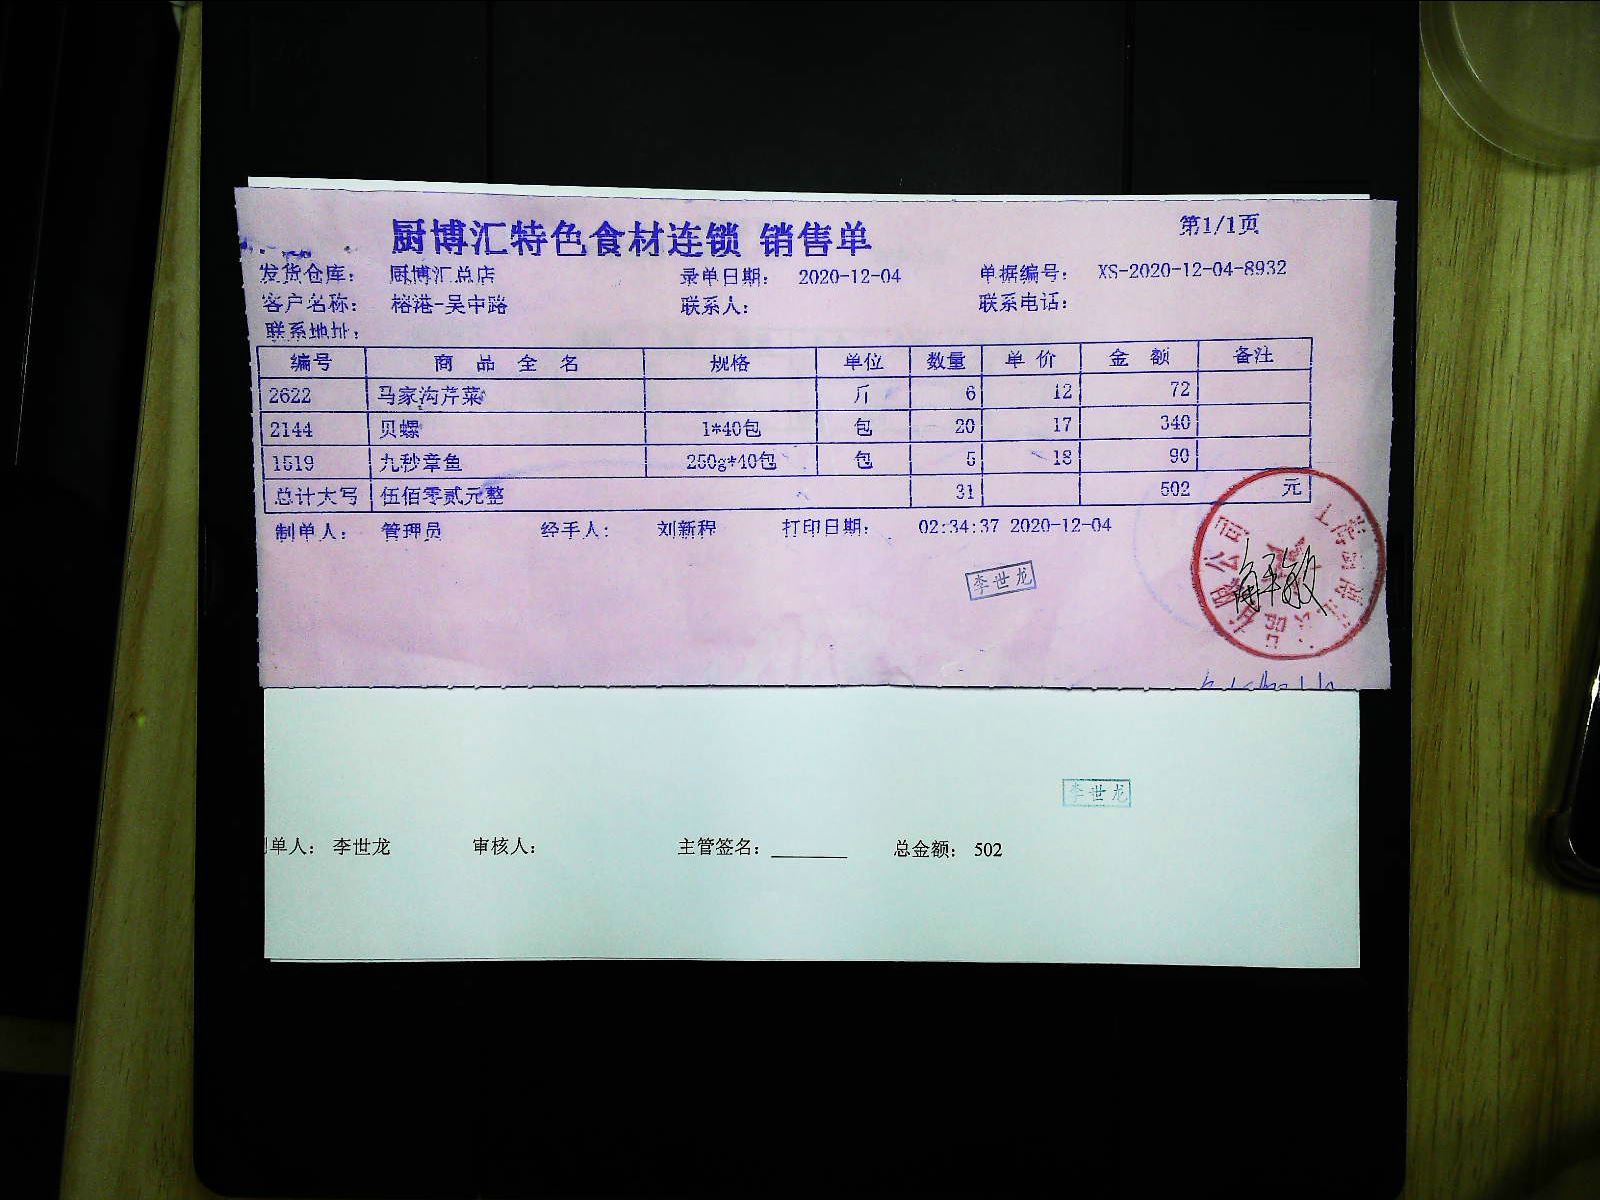 厨博汇特色食材连锁 销售单 第1/1页
发货仓库： 厨博汇总店 录单日期： 2020-12-04 单据编号： XS-2020-12-04-8932
客户名称： 榕港-吴中路 联系人： 联系电话：
联系地址：
编号 商品全名 规格 单位 数量 单价 金额 备注
2622 马家沟芹菜 斤 6 12 72
2144 贝螺 1*40包 包 20 17 340
1519 九秒章鱼 250g*40包 包 5 18 90
总计大写 伍佰零贰元整 31 502 元
制单人： 管理员 经手人： 刘新程 打印日期： 02:34:37 2020-12-04
李世龙
李世龙
单人： 李世龙 审核人： 主管签名：________ 总金额： 502